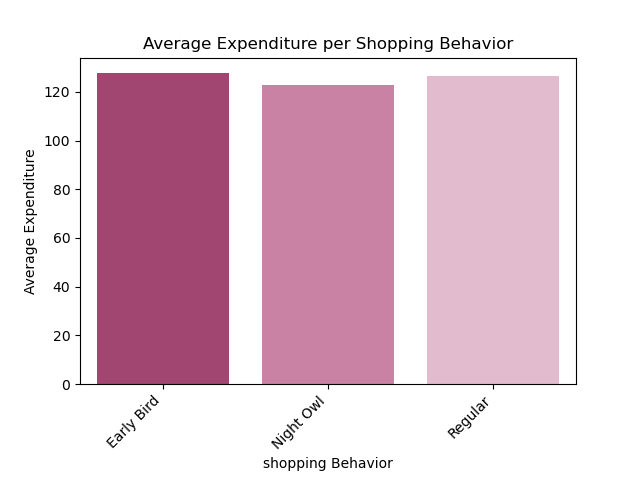 Average Expenditure per Shopping Behavior
Average Expenditure
120
100
80
60
40
20
0
Early Bird
Night Owl
Regular
shopping Behavior